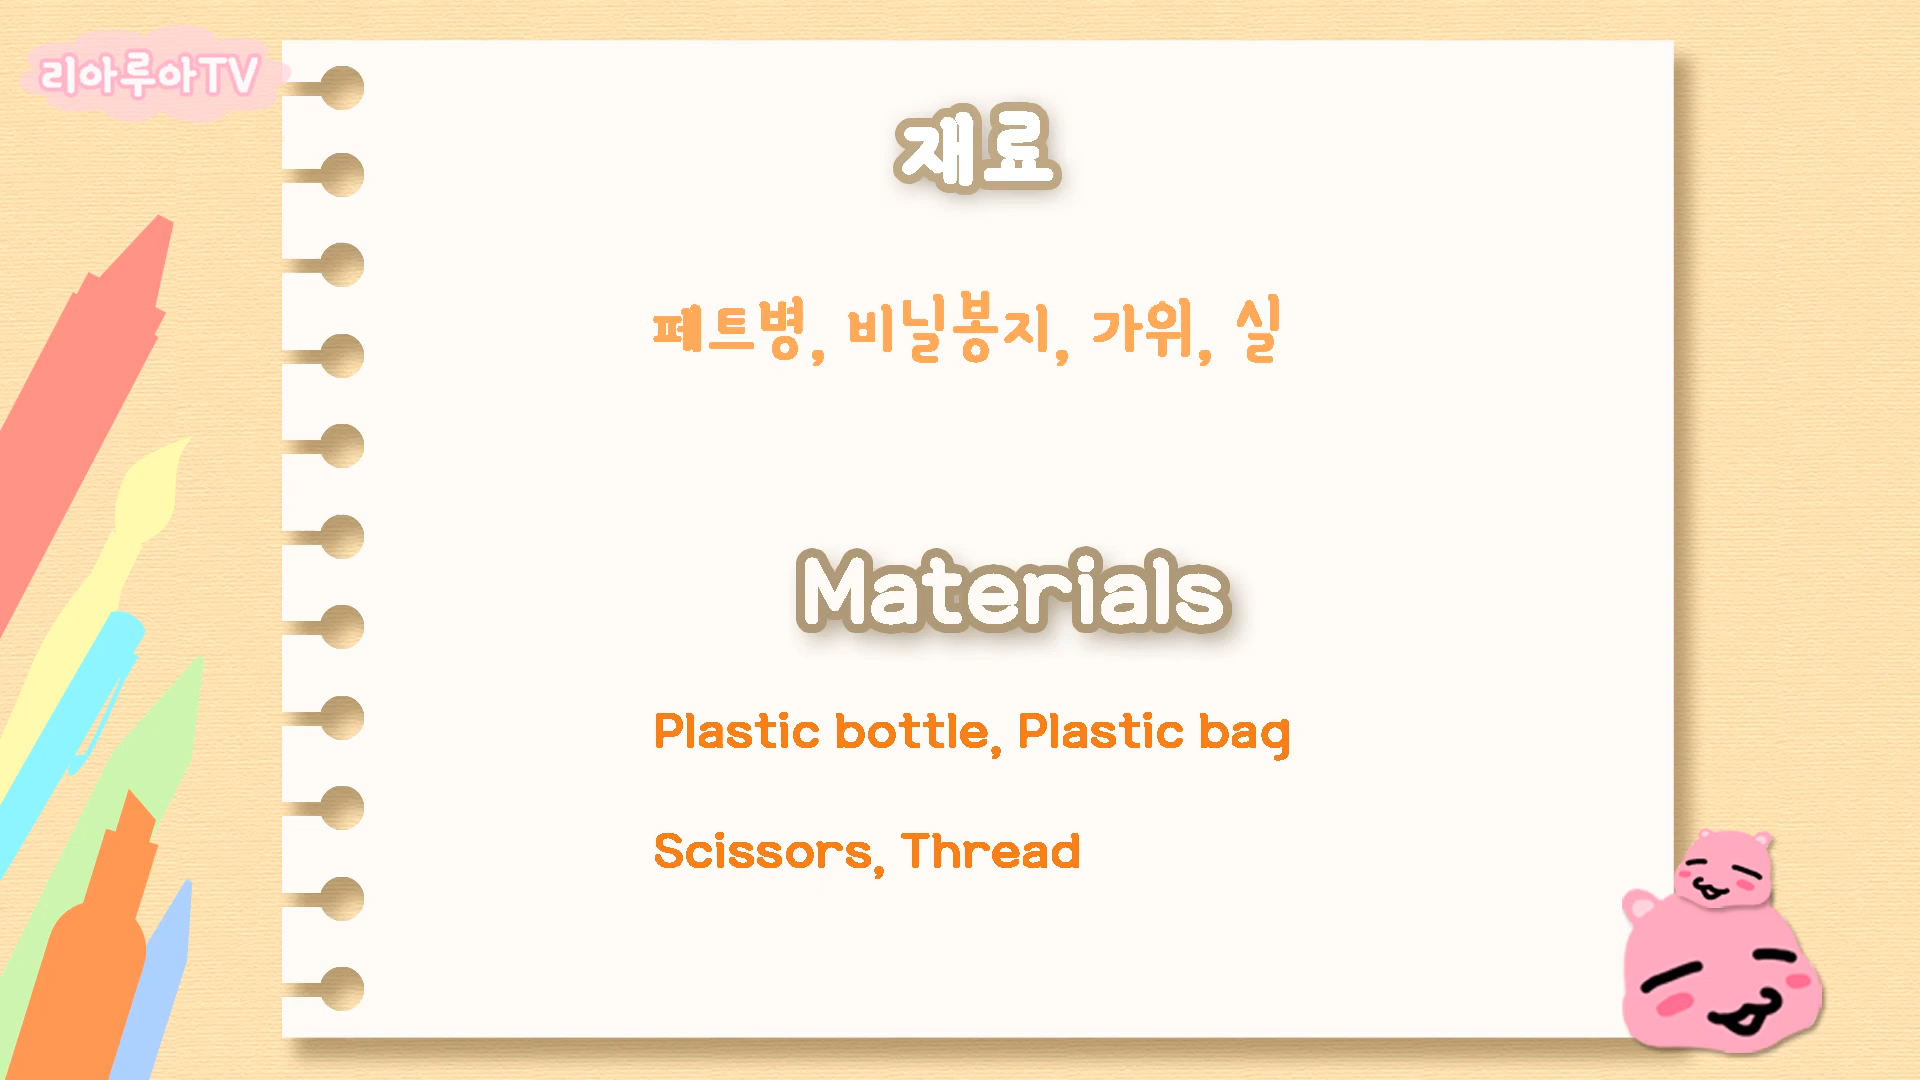 리아루아TV
재료
페트병, 비닐봉지, 가위, 실
Materials
Plastic bottle, Plastic bag
Scissors, Thread